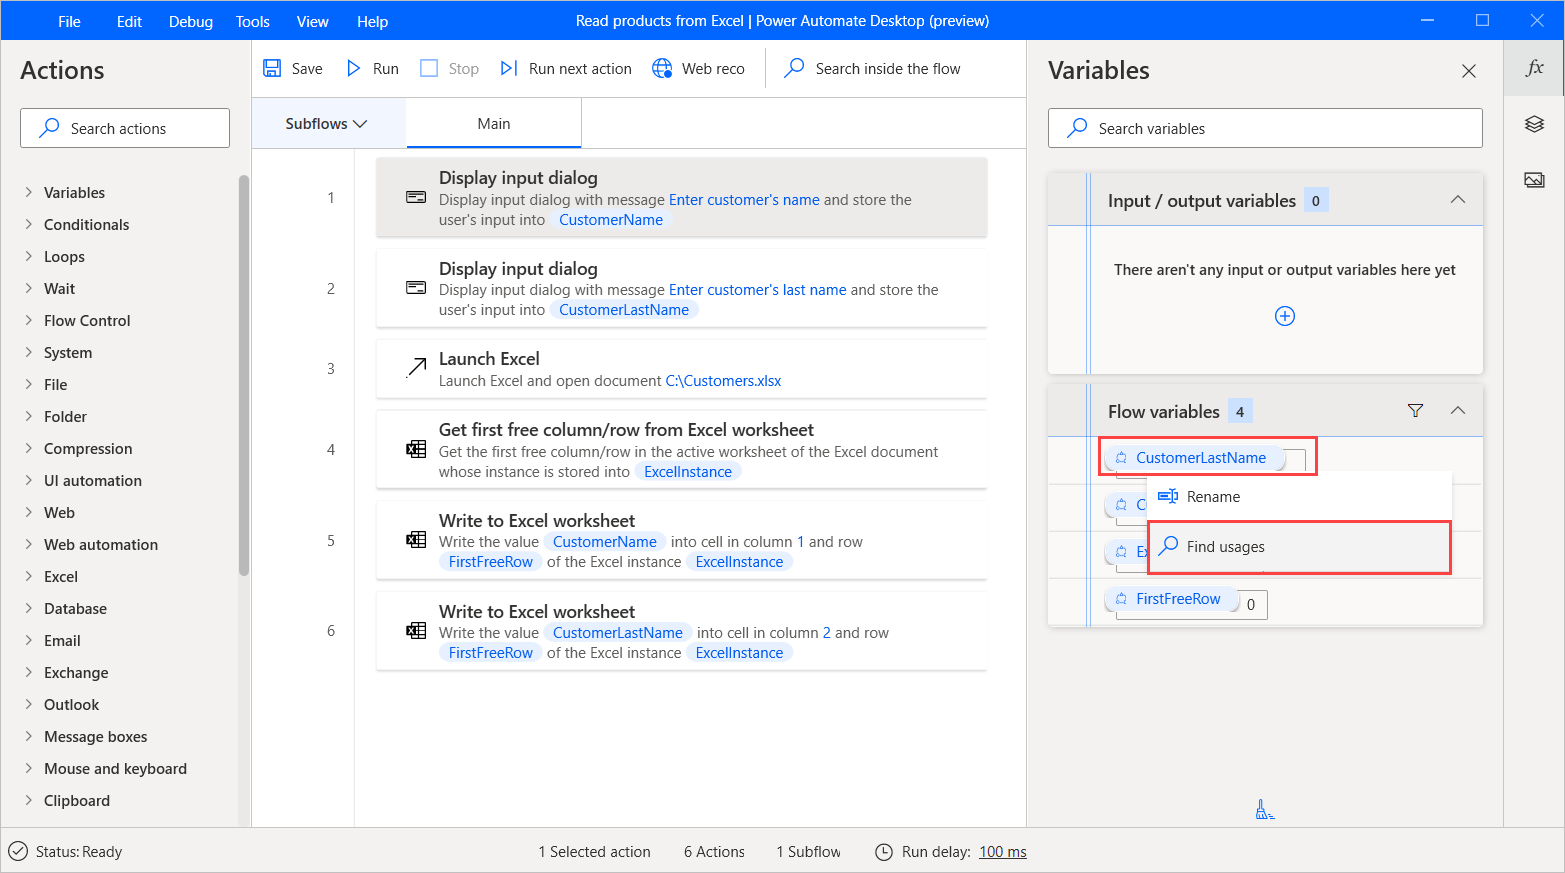 File Edit Debug Tools View Help Read products from Excel | Power Automate Desktop (preview)
Actions
Search actions
Variables
Conditionals
Loops
Wait
Flow Control
System
File
Folder
Compression
UI automation
Web
Web automation
Excel
Database
Email
Exchange
Outlook
Message boxes
Mouse and keyboard
Clipboard
Save Run Stop Run next action Web reco Search inside the flow
Subflows Main
1
Display input dialog
Display input dialog with message Enter customer's name and store the
user's input into CustomerName
2
Display input dialog
Display input dialog with message Enter customer's last name and store the
user's input into CustomerLastName
3
Launch Excel
Launch Excel and open document C:\Customers.xlsx
4
Get first free column/row from Excel worksheet
Get the first free column/row in the active worksheet of the Excel document
whose instance is stored into ExcelInstance
5
Write to Excel worksheet
Write the value CustomerName into cell in column 1 and row
FirstFreeRow of the Excel instance ExcelInstance
6
Write to Excel worksheet
Write the value CustomerLastName into cell in column 2 and row
FirstFreeRow of the Excel instance ExcelInstance
Variables
fx
Search variables
Input / output variables 0
There aren't any input or output variables here yet
Flow variables 4
CustomerLastName
Rename
Find usages
FirstFreeRow 0
Status: Ready 1 Selected action 6 Actions 1 Subflow Run delay: 100 ms